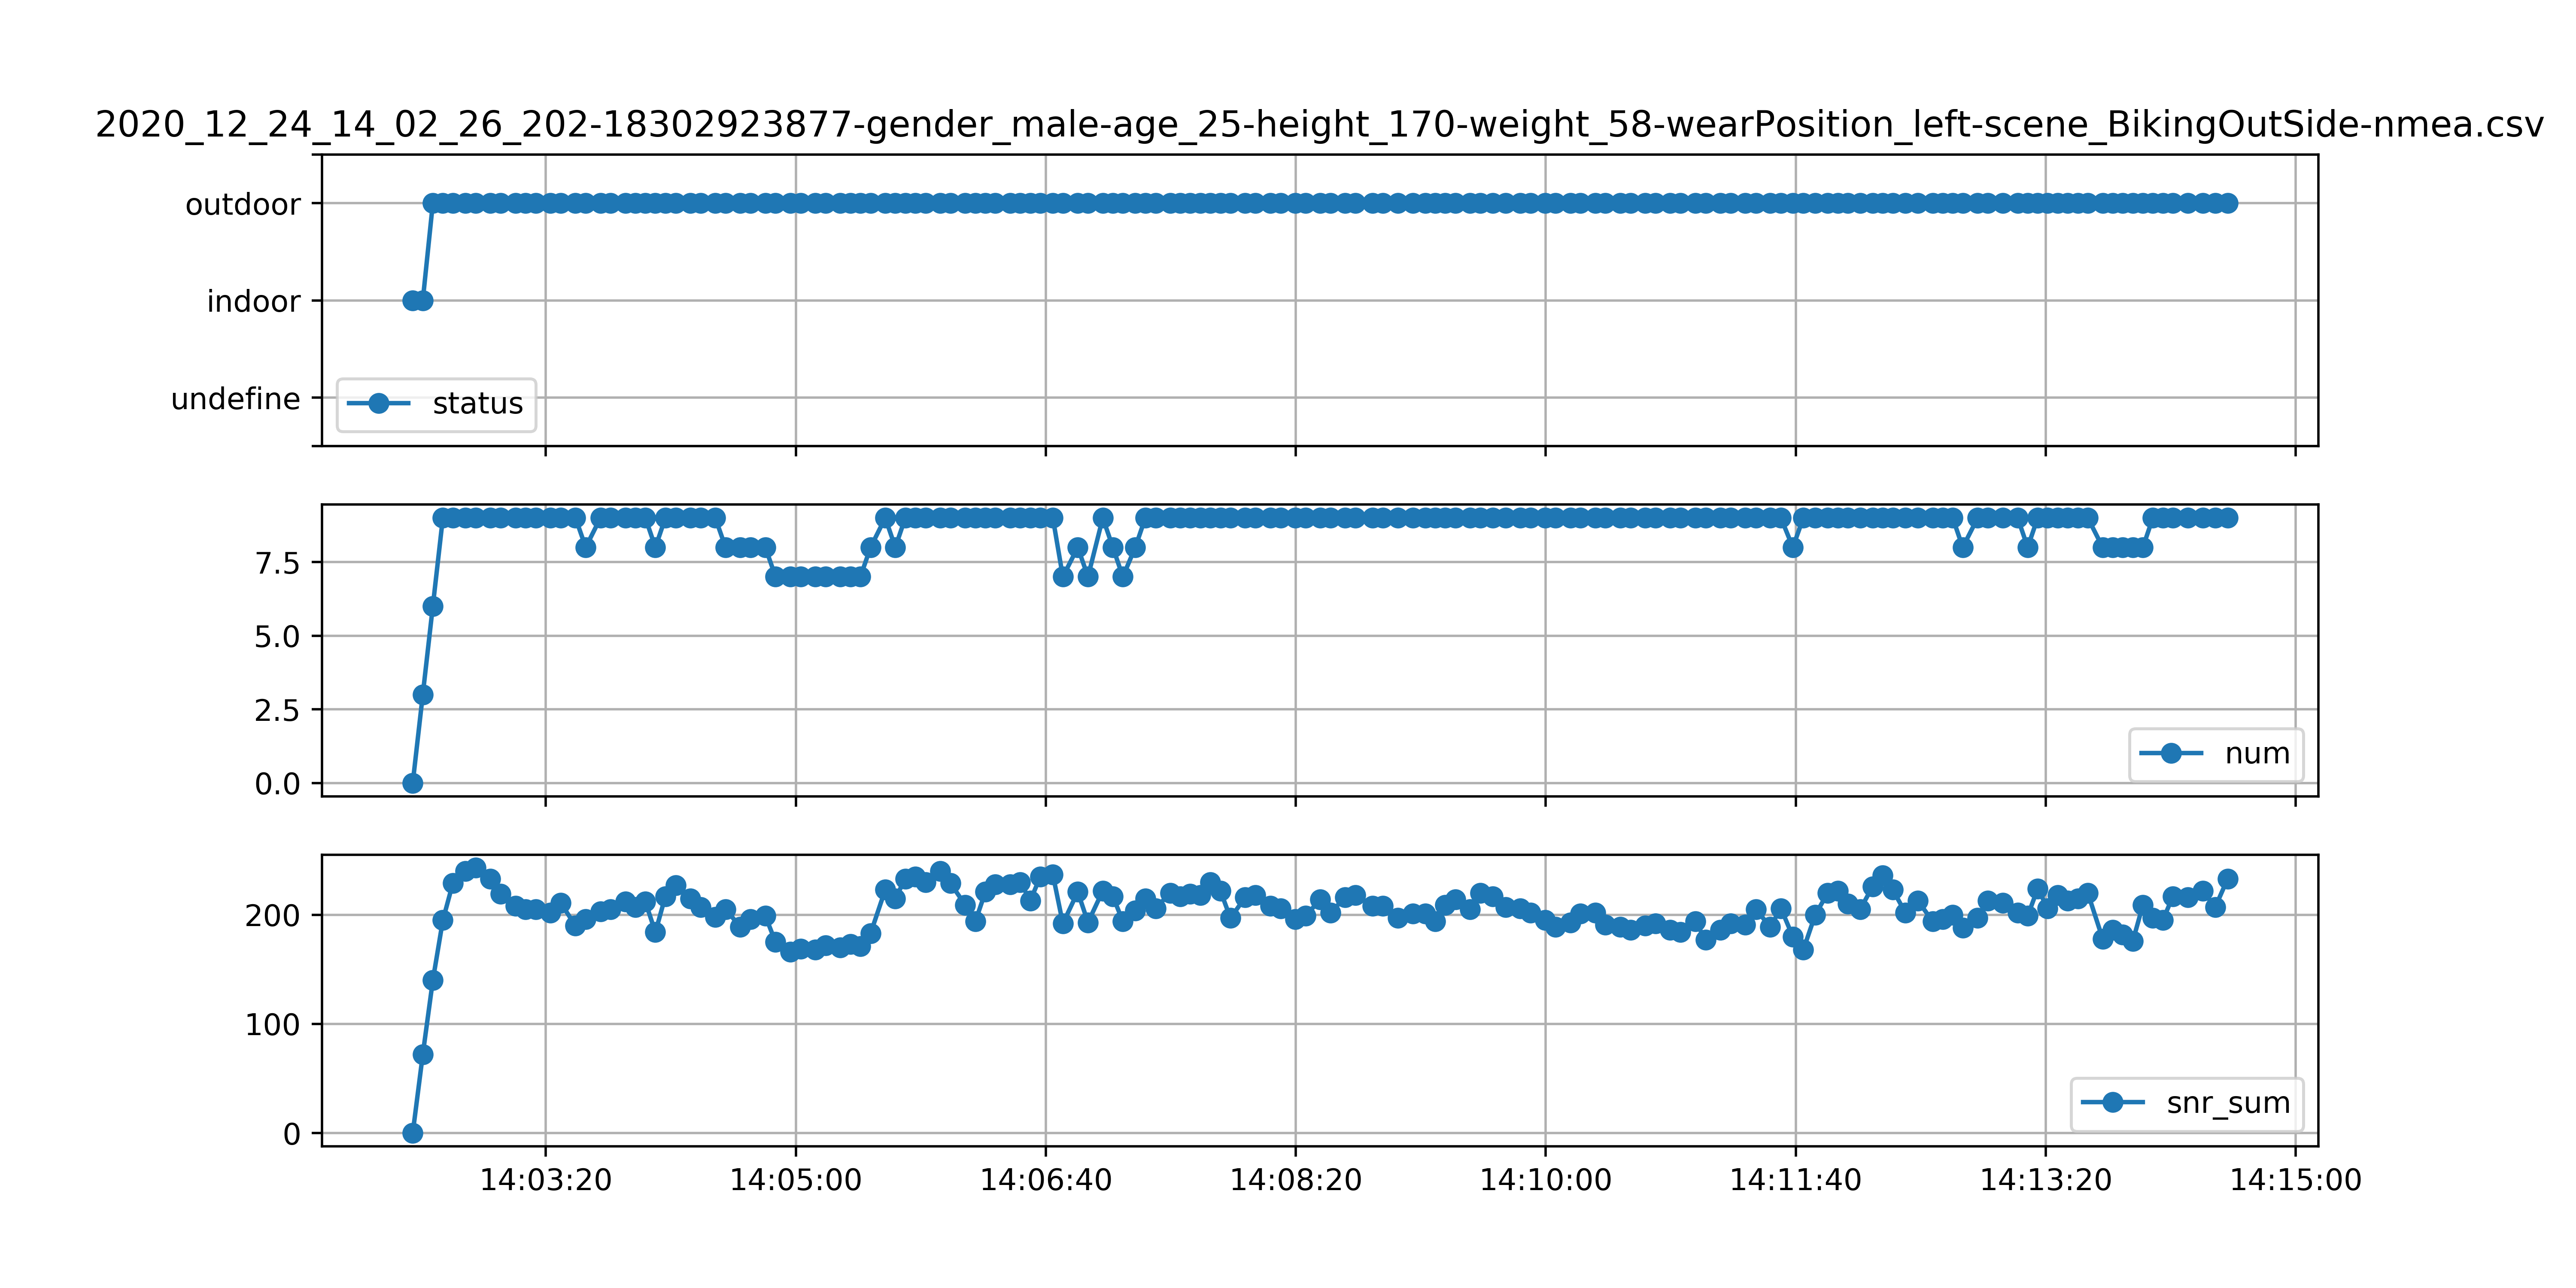 2020_12_24_14_02_26_202-18302923877-gender_male-age_25-height_170-weight_58-wearPosition_left-scene_BikingOutSide-nmea.csv
outdoor
indoor
undefine
status
7.5
5.0
2.5
0.0
num
200
100
0
snr_sum
14:03:20 14:05:00 14:06:40 14:08:20 14:10:00 14:11:40 14:13:20 14:15:00